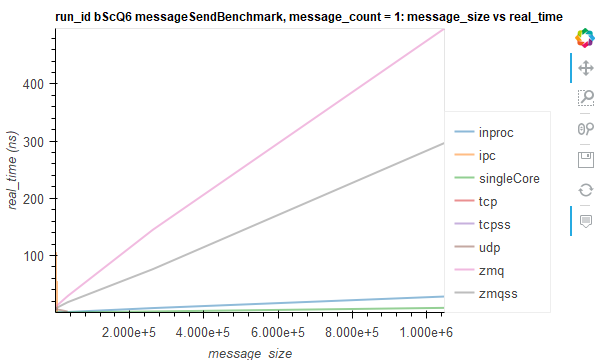 run_id bScQ6 messageSendBenchmark, message_count = 1: message_size vs real_time
400
300
200
100
real_time (ns)
2.000e+5 4.000e+5 6.000e+5 8.000e+5 1.000e+6
message_size
inproc
ipc
singleCore
tcp
tcpss
udp
zmq
zmqss